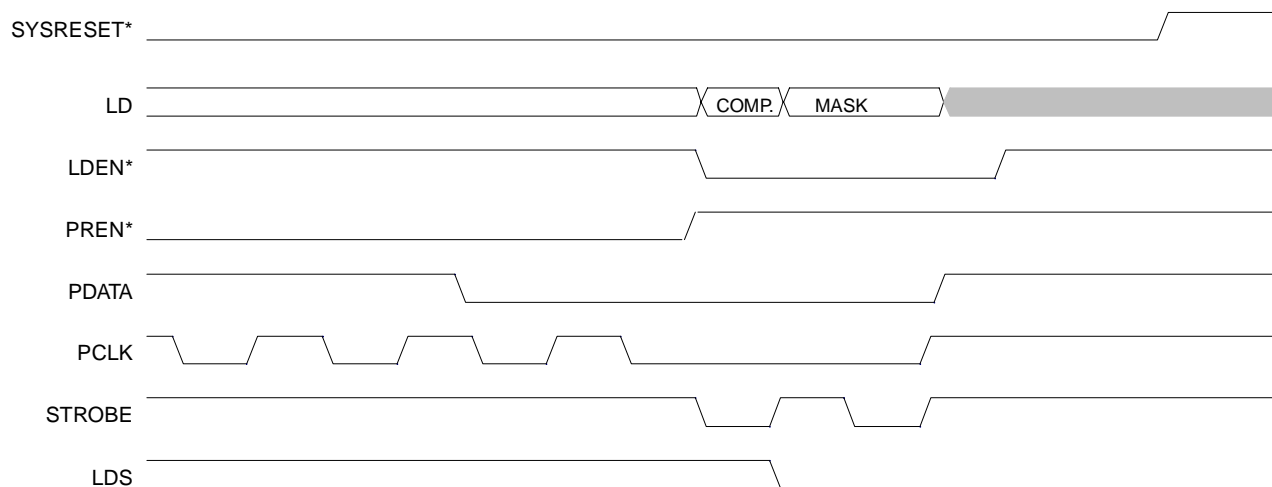 SYSRESET*
LD COMP. MASK
LDEN*
PREN*
PDATA
PCLK
STROBE
LDS